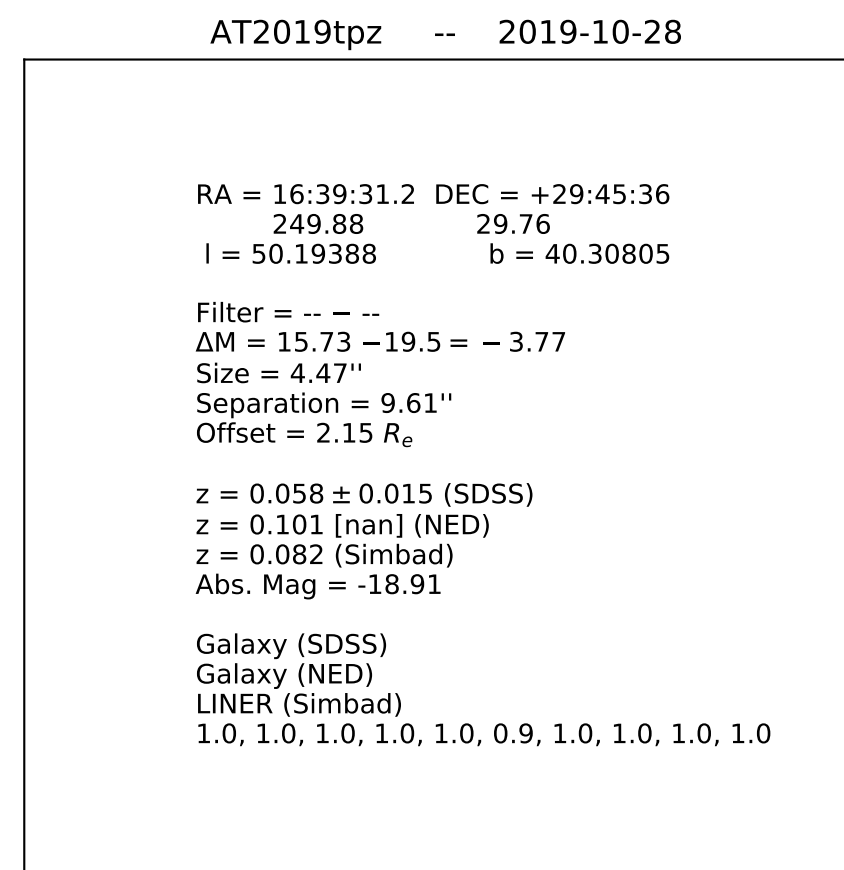 AT2019tpz -- 2019-10-28
RA = 16:39:31.2 DEC = +29:45:36
249.88 29.76
l = 50.19388 b = 40.30805
Filter = -- − --
ΔM = 15.73 −19.5 = − 3.77
Size = 4.47''
Separation = 9.61''
Offset = 2.15 Re
z = 0.058 ± 0.015 (SDSS)
z = 0.101 [nan] (NED)
z = 0.082 (Simbad)
Abs. Mag = -18.91
Galaxy (SDSS)
Galaxy (NED)
LINER (Simbad)
1.0, 1.0, 1.0, 1.0, 1.0, 0.9, 1.0, 1.0, 1.0, 1.0